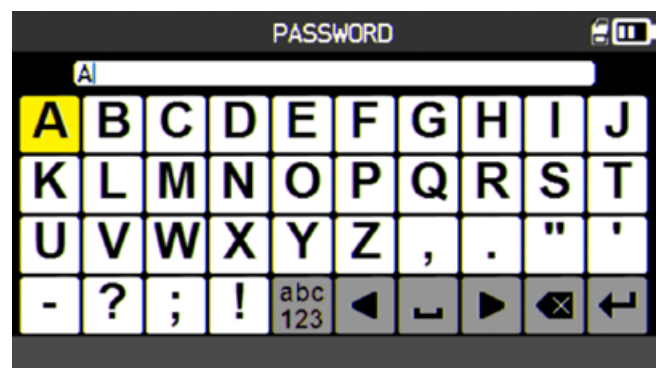 PASSWORD
A
A B C D E F G H I J
K L M N O P Q R S T
U V W X Y Z , . " '
- ? ; ! abc 123